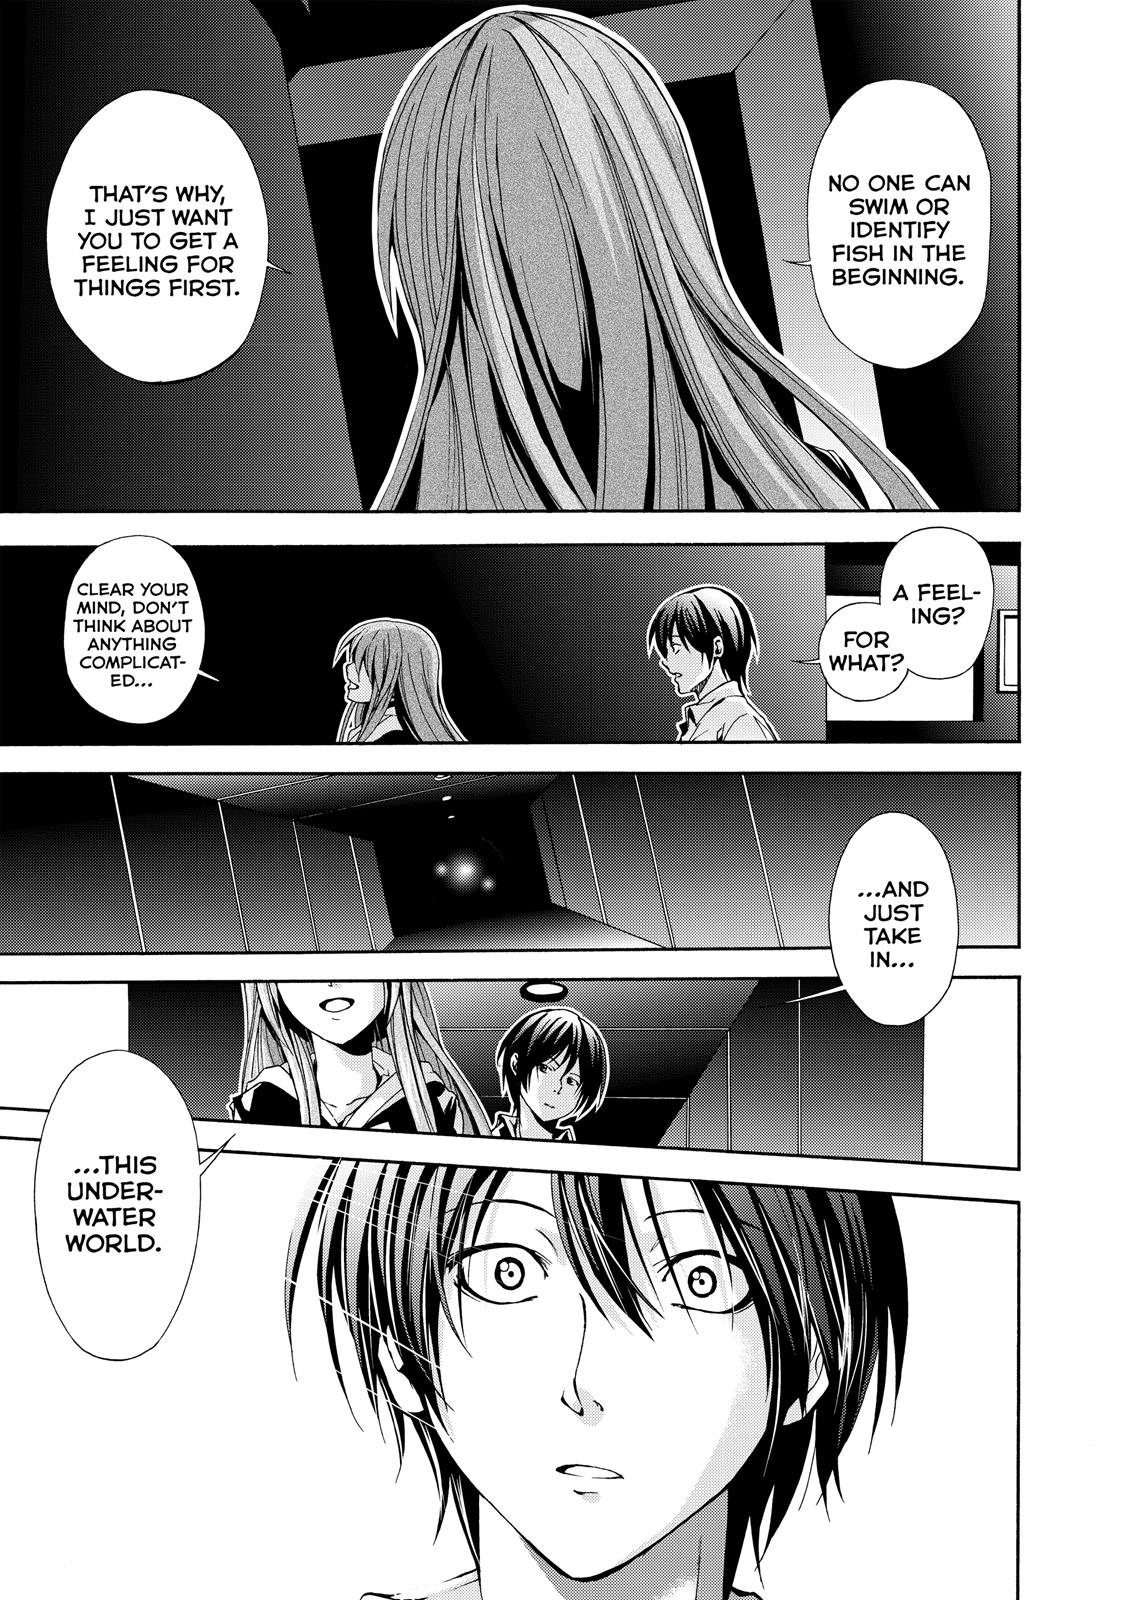 NO ONE CAN
SWIM OR
IDENTIFY
FISH IN THE
BEGINNING.
THAT'S WHY,
I JUST WANT
YOU TO GET A
FEELING FOR
THINGS FIRST.
A FEEL-
ING?
FOR
WHAT?
CLEAR YOUR
MIND, DON'T
THINK ABOUT
ANYTHING
COMPLICAT-
ED...
...AND
JUST
TAKE
IN...
...THIS
UNDER-
WATER
WORLD.